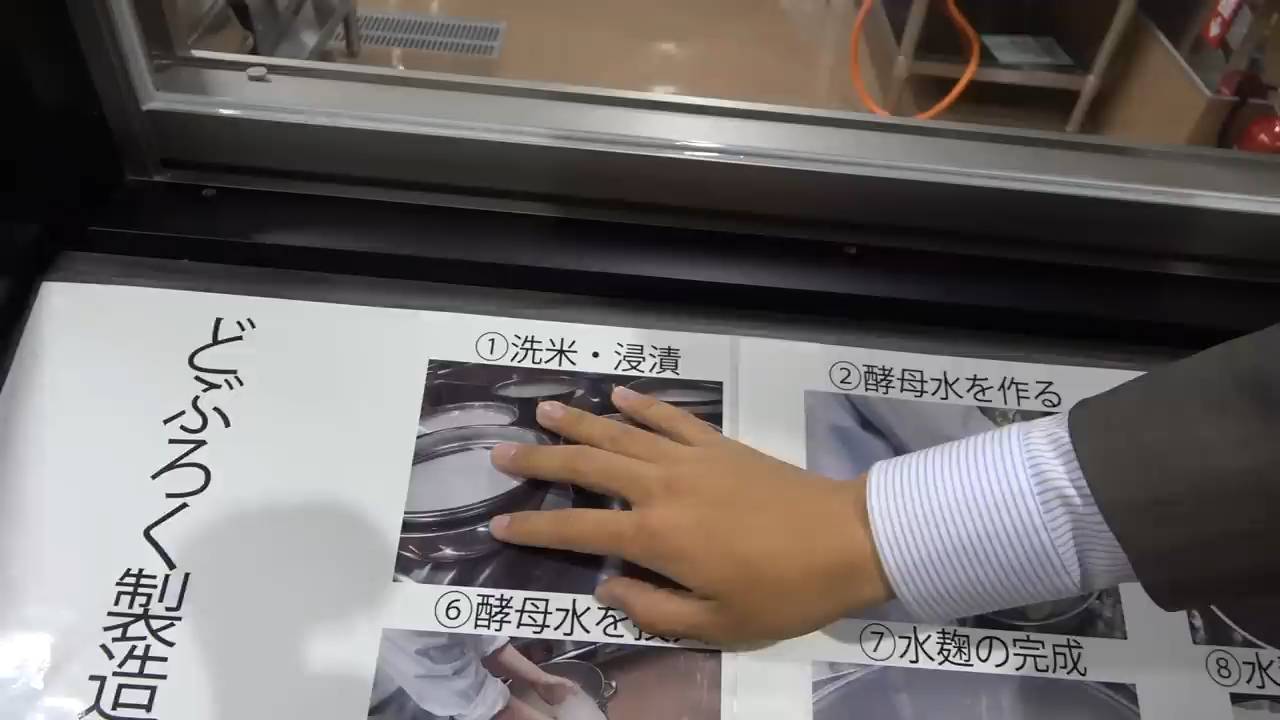 どぶろく製造
①洗米・浸漬
②酵母水を作る
⑥酵母水を
⑦水麹の完成
⑧水